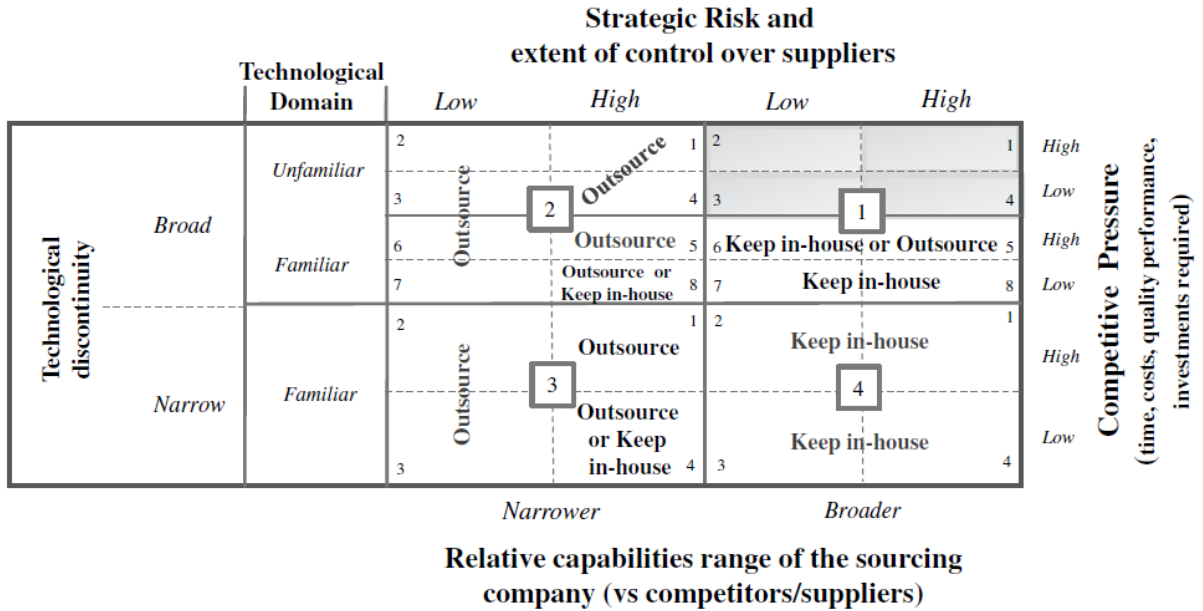 Strategic Risk and
extent of control over suppliers
Technological
Domain
Low
High
Low
High
2
1
2
1
High
Unfamiliar
Outsource
Outsource
3
4
3
4
Low
2
1
Broad
6
Outsource
5
6
Keep in-house or Outsource
5
High
Familiar
7
Outsource or
Keep in-house
8
7
Keep in-house
8
Low
Technological
discontinuity
2
1
2
1
Outsource
Outsource
Keep in-house
High
Narrow
Familiar
3
4
Outsource
or Keep
in-house
Keep in-house
Low
3
4
3
4
Competitive Pressure
(time, costs, quality performance,
investments required)
Narrower
Broader
Relative capabilities range of the sourcing
company (vs competitors/suppliers)